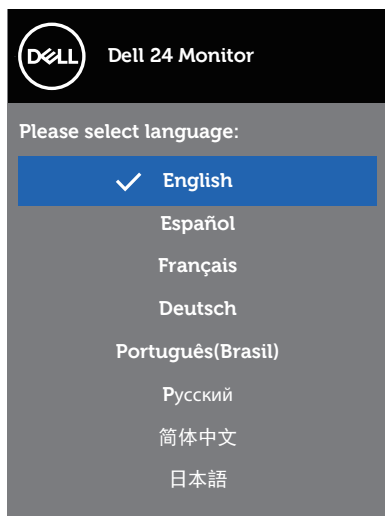 DELL
Dell 24 Monitor
Please select language:
English
Español
Français
Deutsch
Português(Brasil)
Русский
简体中文
日本語